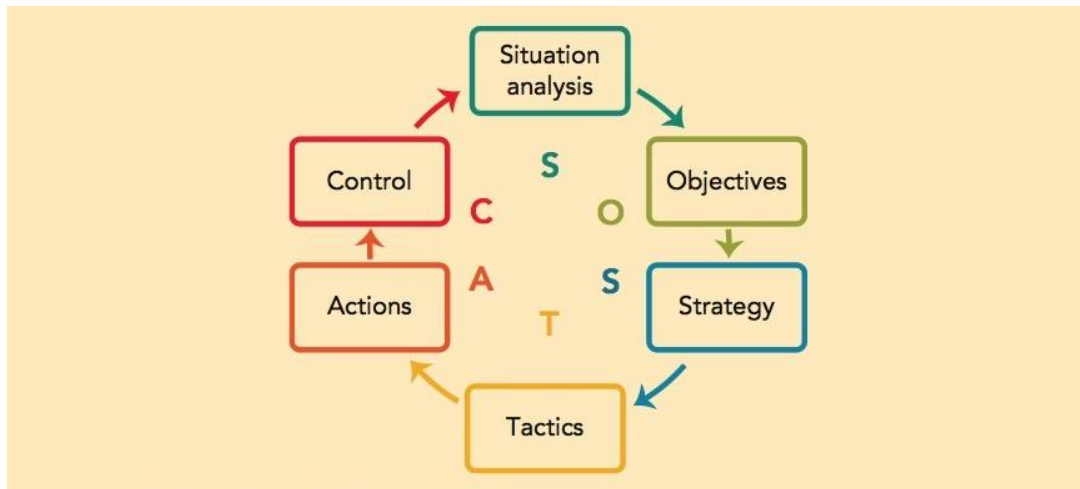 Situation
analysis
Objectives
Strategy
Tactics
Actions
Control
S
O
S
T
A
C